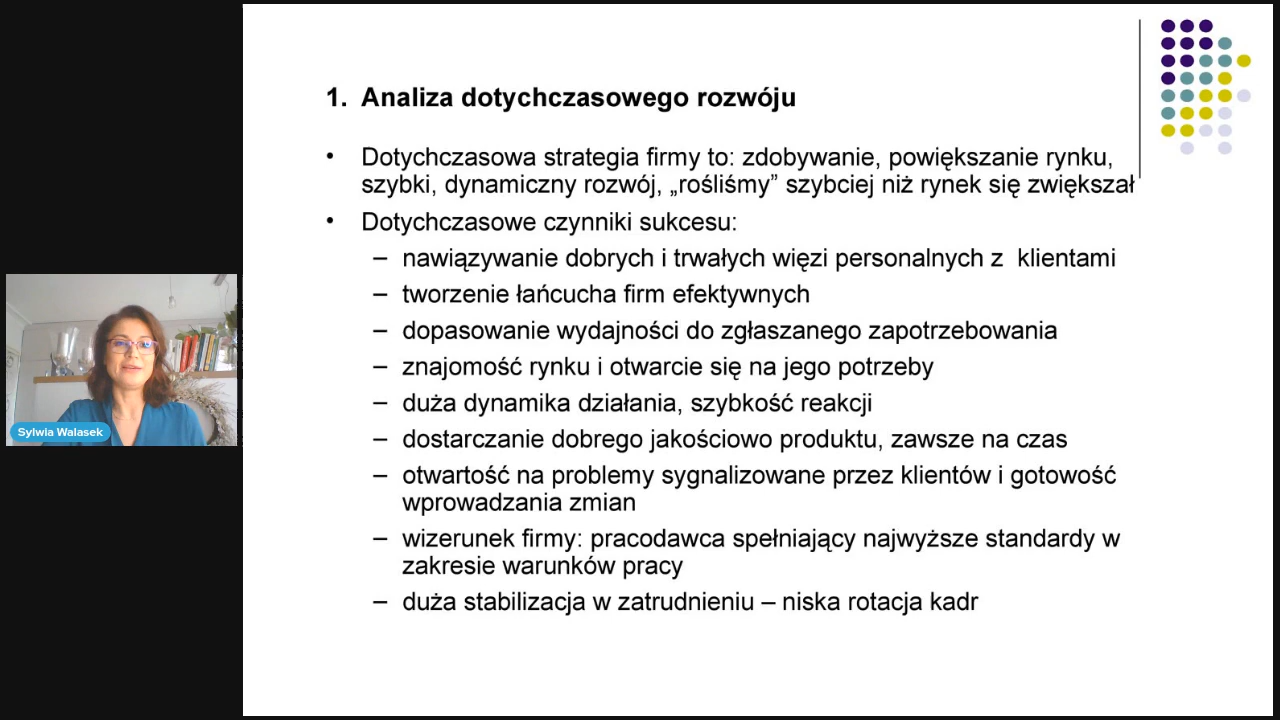 1. Analiza dotychczasowego rozwóju
• Dotychczasowa strategia firmy to: zdobywanie, powiększanie rynku,
szybki, dynamiczny rozwój, „rośliśmy” szybciej niż rynek się zwiększał
• Dotychczasowe czynniki sukcesu:
– nawiązywanie dobrych i trwałych więzi personalnych z klientami
– tworzenie łańcucha firm efektywnych
– dopasowanie wydajności do zgłaszanego zapotrzebowania
– znajomość rynku i otwarcie się na jego potrzeby
– duża dynamika działania, szybkość reakcji
– dostarczanie dobrego jakościowo produktu, zawsze na czas
– otwartość na problemy sygnalizowane przez klientów i gotowość
wprowadzania zmian
– wizerunek firmy: pracodawca spełniający najwyższe standardy w
zakresie warunków pracy
– duża stabilizacja w zatrudnieniu – niska rotacja kadr
Sylwia Walasek